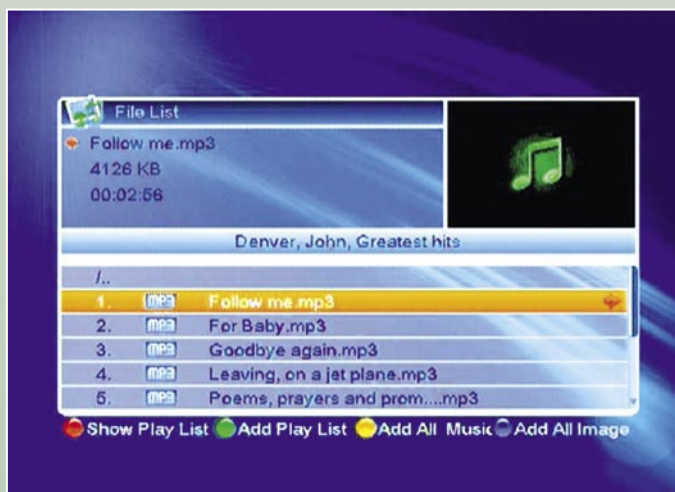 File List
Follow me.mp3
4126 KB
00:02:56
Denver, John, Greatest hits
/..
1. MP3 Follow me.mp3
2. MP3 For Baby.mp3
3. MP3 Goodbye again.mp3
4. MP3 Leaving, on a jet plane.mp3
5. MP3 Poems, prayers and prom....mp3
Show Play List Add Play List Add All Music Add All Image